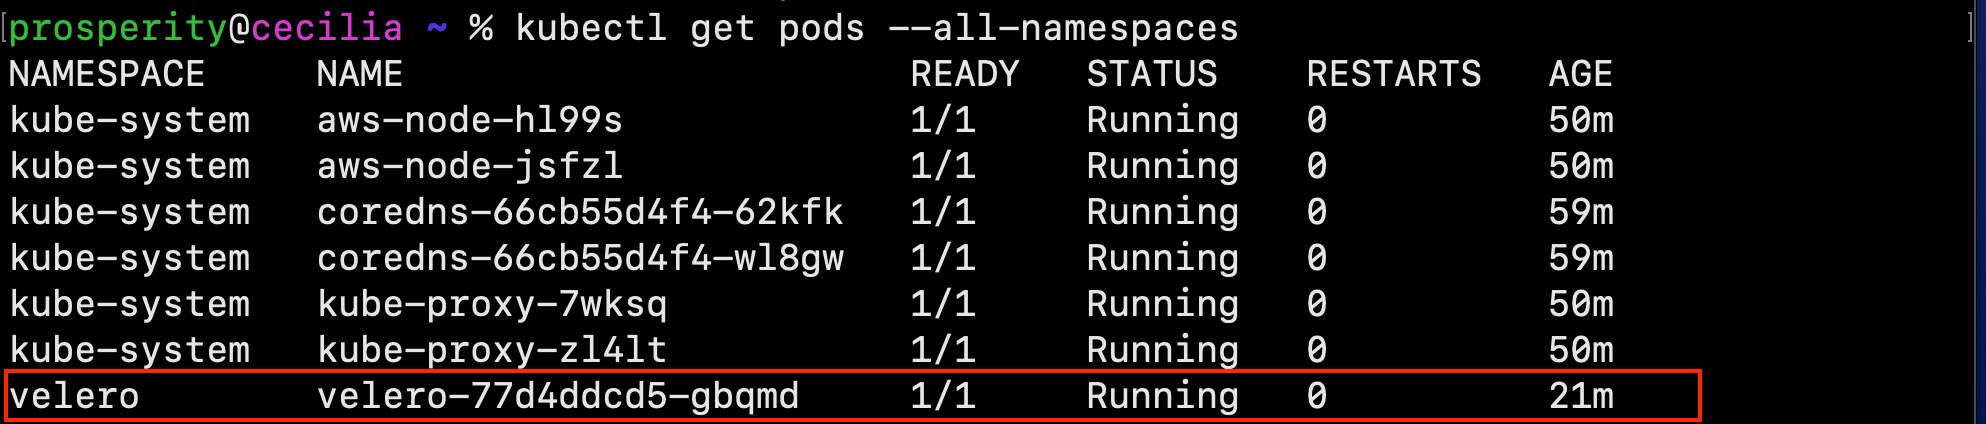 prosperity@cecilia ~ % kubectl get pods --all-namespaces
NAMESPACE NAME READY STATUS RESTARTS AGE
kube-system aws-node-hl99s 1/1 Running 0 50m
kube-system aws-node-jsfzl 1/1 Running 0 50m
kube-system coredns-66cb55d4f4-62kfk 1/1 Running 0 59m
kube-system coredns-66cb55d4f4-wl8gw 1/1 Running 0 59m
kube-system kube-proxy-7wksq 1/1 Running 0 50m
kube-system kube-proxy-zl4lt 1/1 Running 0 50m
velero velero-77d4ddcd5-gbqmd 1/1 Running 0 21m